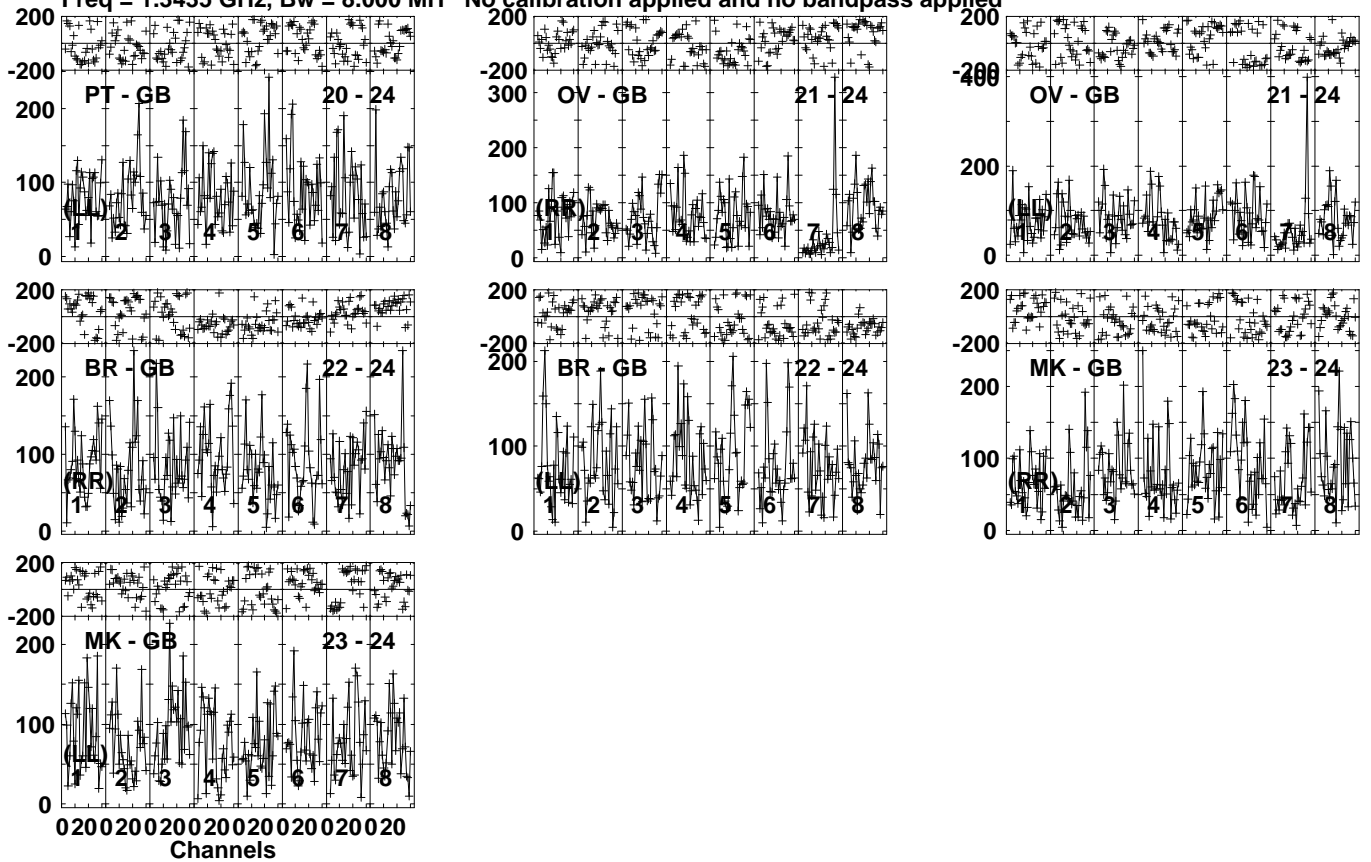 Freq = 1.3435 GHz, Bw = 8.000 MH No calibration applied and no bandpass applied
200
-200
200
100
0
PT - GB 20 - 24
(LL)
1 2 3 4 5 6 7 8
200
-200
300
200
100
0
OV - GB 21 - 24
(RR)
1 2 3 4 5 6 7 8
200
-200
400
200
0
OV - GB 21 - 24
(LL)
1 2 3 4 5 6 7 8
200
-200
200
100
0
BR - GB 22 - 24
(RR)
1 2 3 4 5 6 7 8
200
-200
200
100
0
BR - GB 22 - 24
(LL)
1 2 3 4 5 6 7 8
200
-200
200
100
0
MK - GB 23 - 24
(RR)
1 2 3 4 5 6 7 8
200
-200
200
100
0
MK - GB 23 - 24
(LL)
1 2 3 4 5 6 7 8
0 20 0 20 0 20 0 20 0 20 0 20 0 20 0 20
Channels